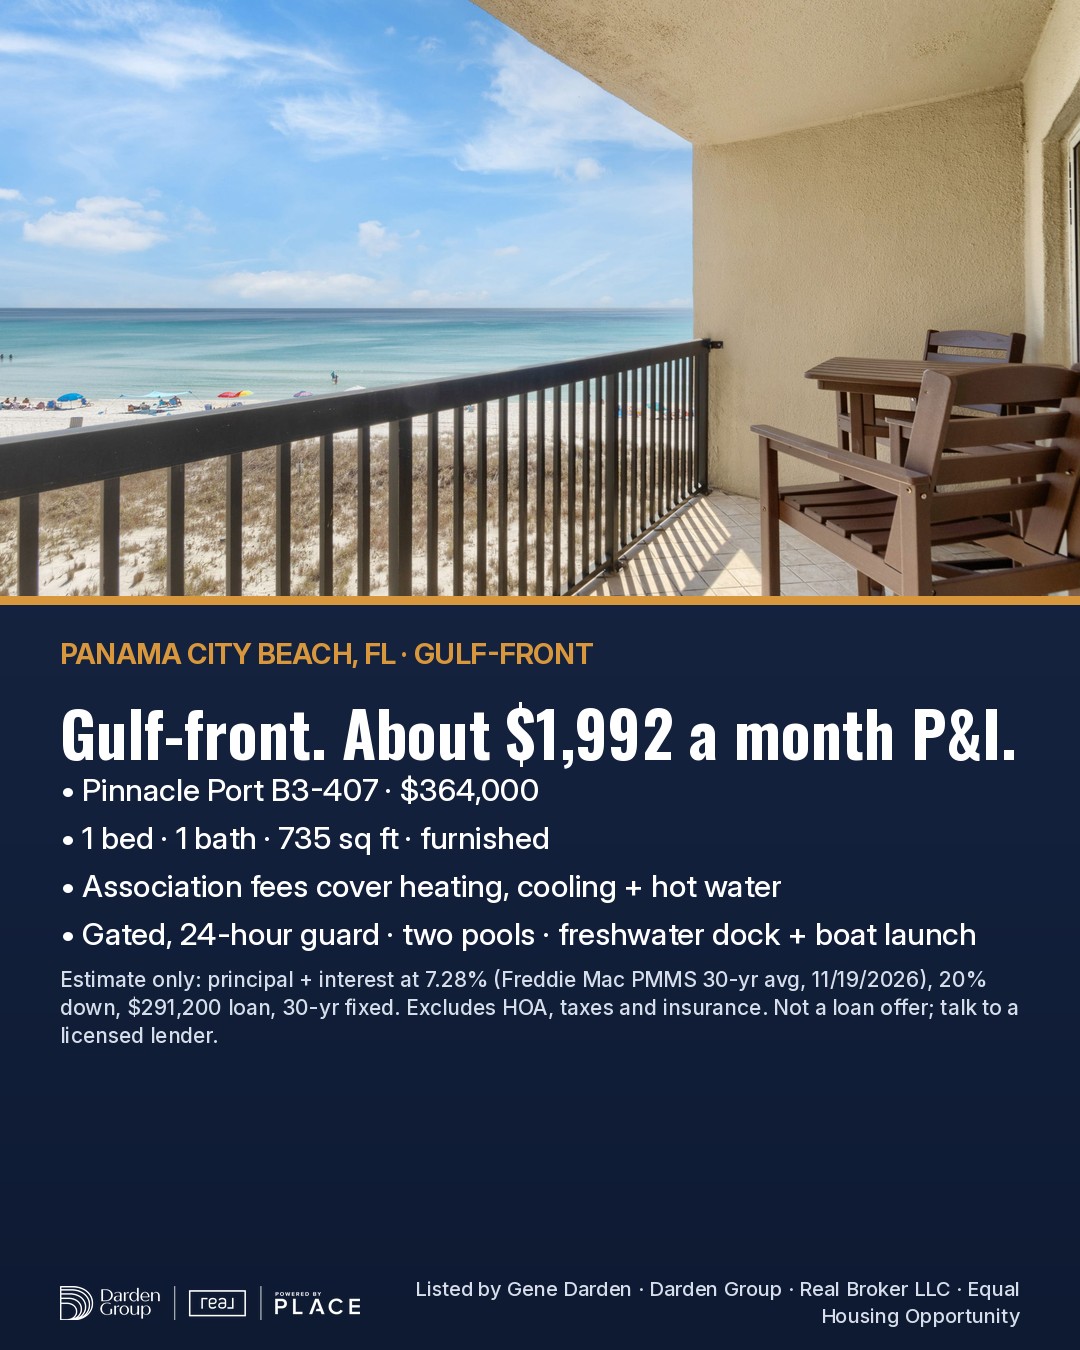 PANAMA CITY BEACH, FL · GULF-FRONT
Gulf-front. About $1,992 a month P&I.
• Pinnacle Port B3-407 · $364,000
• 1 bed · 1 bath · 735 sq ft · furnished
• Association fees cover heating, cooling + hot water
• Gated, 24-hour guard · two pools · freshwater dock + boat launch
Estimate only: principal + interest at 7.28% (Freddie Mac PMMS 30-yr avg, 11/19/2026), 20%
down, $291,200 loan, 30-yr fixed. Excludes HOA, taxes and insurance. Not a loan offer; talk to a
licensed lender.
Darden
Group
real
POWERED BY
PLACE
Listed by Gene Darden · Darden Group · Real Broker LLC · Equal
Housing Opportunity